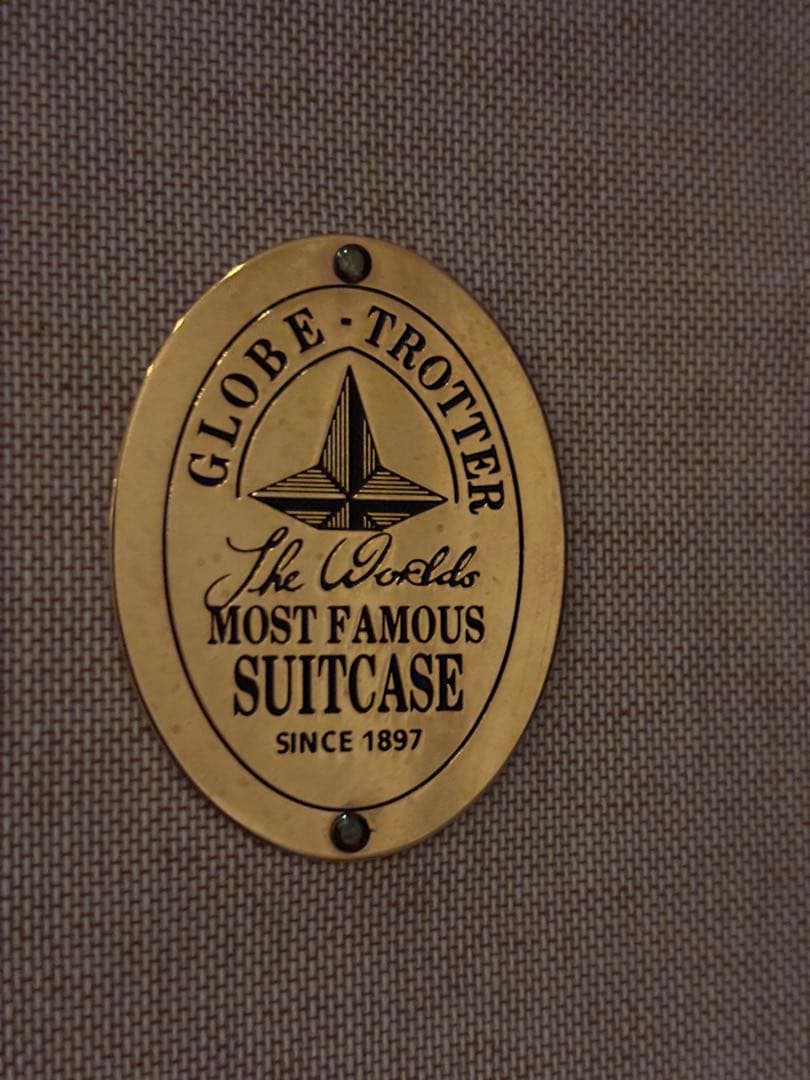 GLOBE-TROTTER
The Worlds
MOST FAMOUS
SUITCASE
SINCE 1897